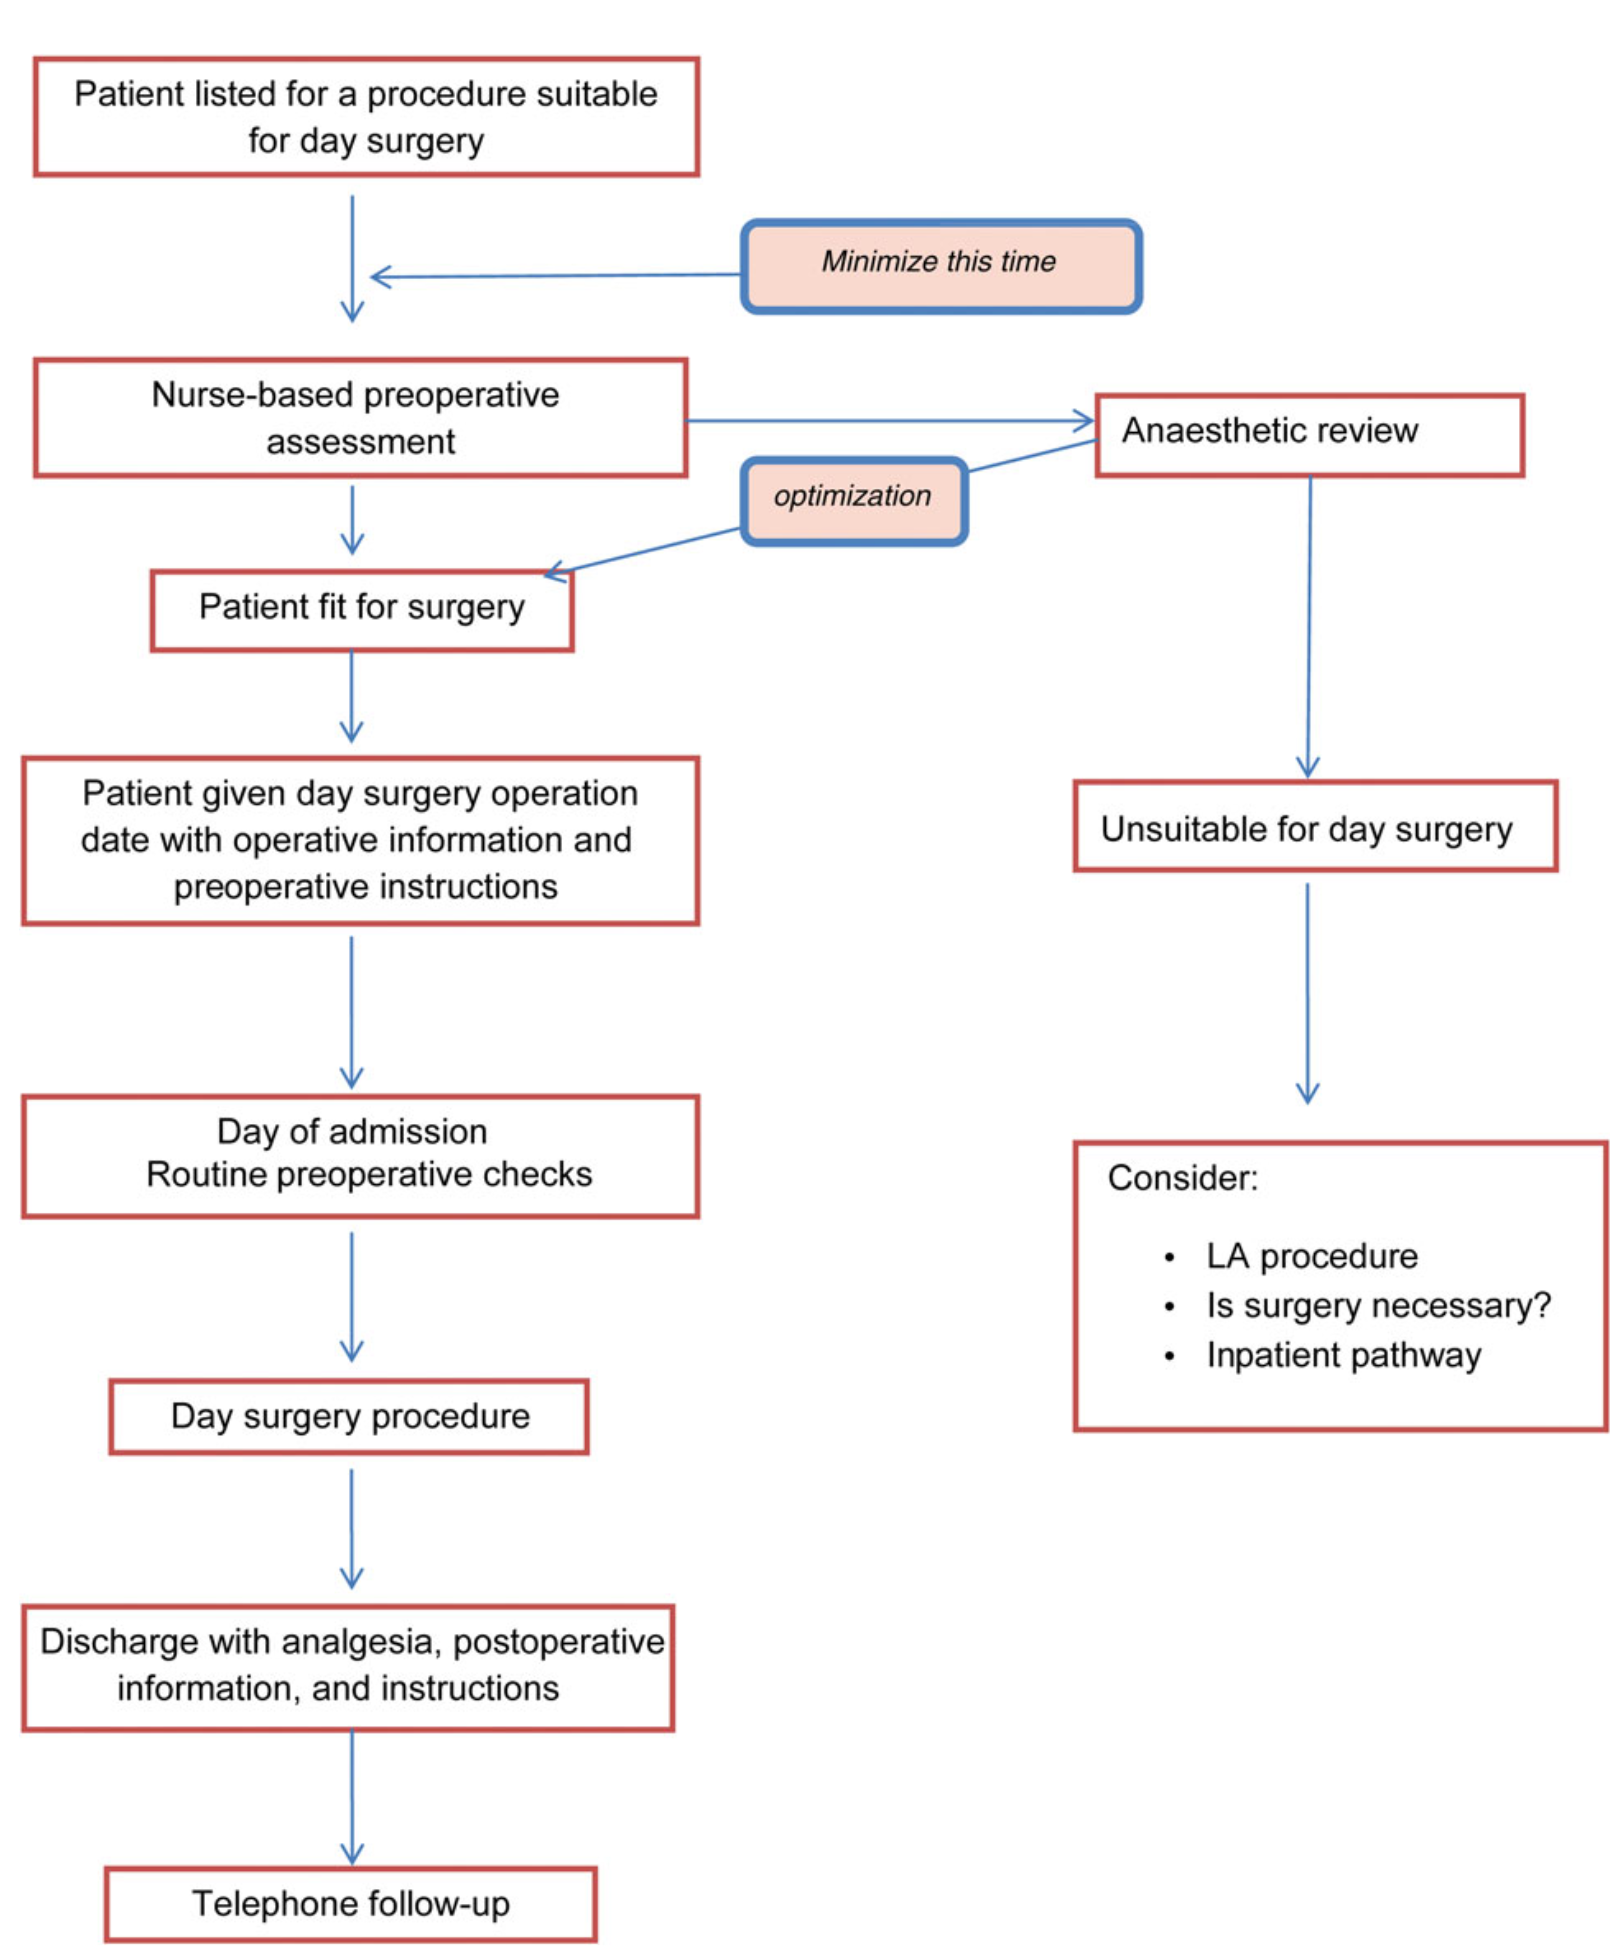 Patient listed for a procedure suitable
for day surgery
Minimize this time
Nurse-based preoperative
assessment
Anaesthetic review
optimization
Patient fit for surgery
Patient given day surgery operation
date with operative information and
preoperative instructions
Unsuitable for day surgery
Day of admission
Routine preoperative checks
Consider:
• LA procedure
• Is surgery necessary?
• Inpatient pathway
Day surgery procedure
Discharge with analgesia, postoperative
information, and instructions
Telephone follow-up